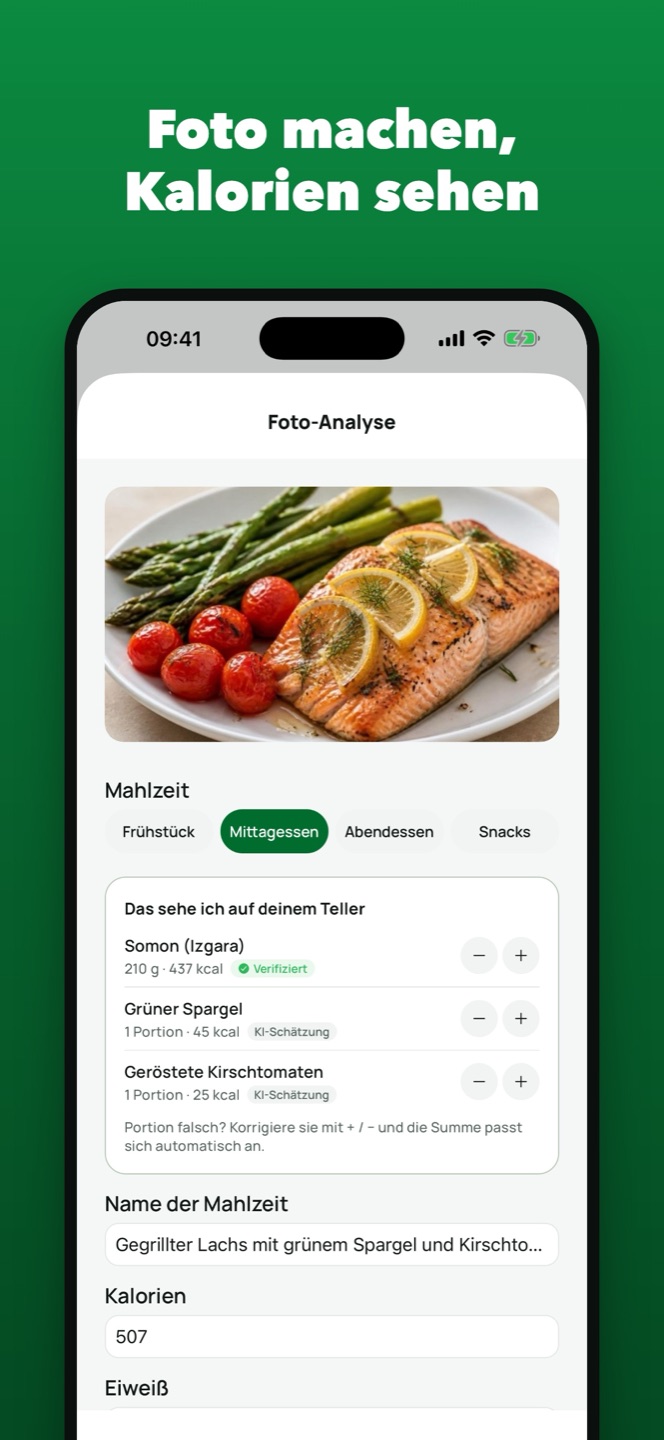 Foto machen,
Kalorien sehen
09:41
Foto-Analyse
Mahlzeit
Frühstück
Mittagessen
Abendessen
Snacks
Das sehe ich auf deinem Teller
Somon (Izgara)
210 g · 437 kcal Verifiziert
− +
Grüner Spargel
1 Portion · 45 kcal KI-Schätzung
− +
Geröstete Kirschtomaten
1 Portion · 25 kcal KI-Schätzung
− +
Portion falsch? Korrigiere sie mit + / − und die Summe passt
sich automatisch an.
Name der Mahlzeit
Gegrillter Lachs mit grünem Spargel und Kirschto...
Kalorien
507
Eiweiß